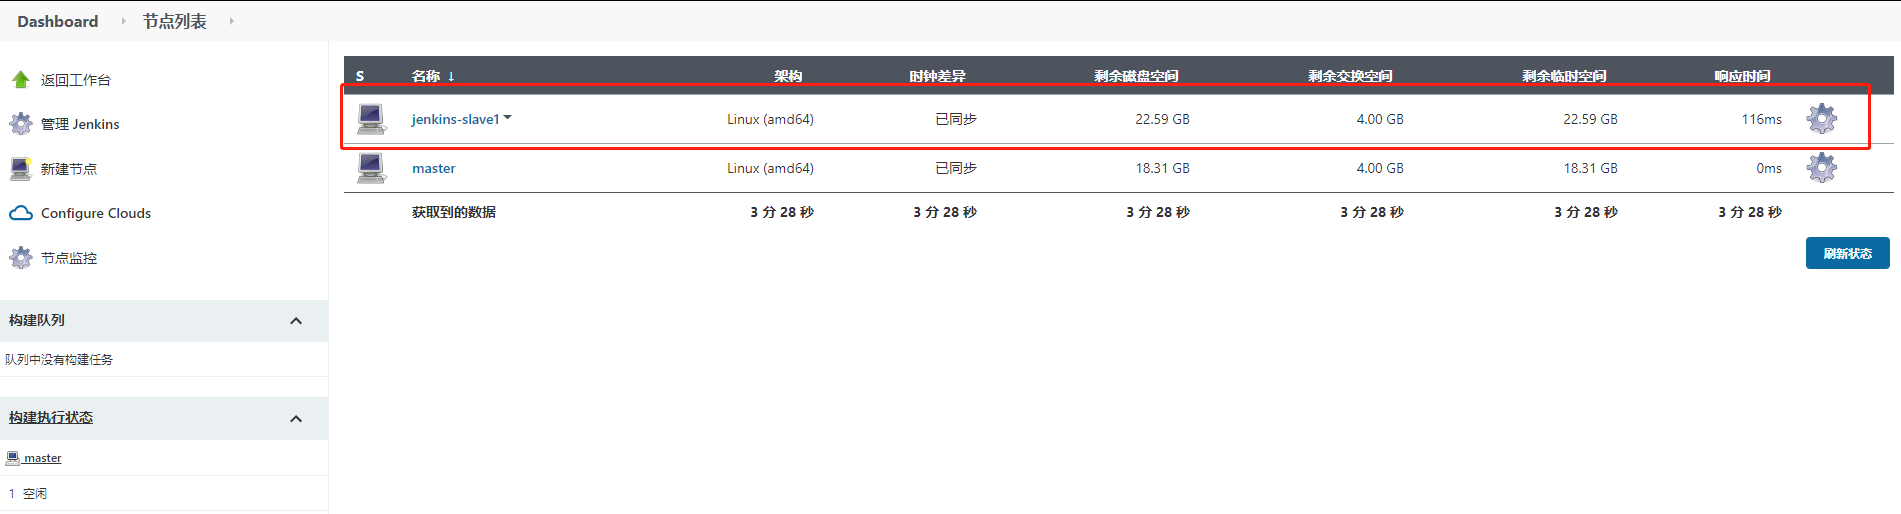 Dashboard 节点列表
返回工作台
管理 Jenkins
新建节点
Configure Clouds
节点监控
构建队列
队列中没有构建任务
构建执行状态
master
1 空闲
S 名称 ↓ 架构 时钟差异 剩余磁盘空间 剩余交换空间 剩余临时空间 响应时间
jenkins-slave1 Linux (amd64) 已同步 22.59 GB 4.00 GB 22.59 GB 116ms
master Linux (amd64) 已同步 18.31 GB 4.00 GB 18.31 GB 0ms
获取到的数据 3 分 28 秒 3 分 28 秒 3 分 28 秒 3 分 28 秒 3 分 28 秒 3 分 28 秒
刷新状态